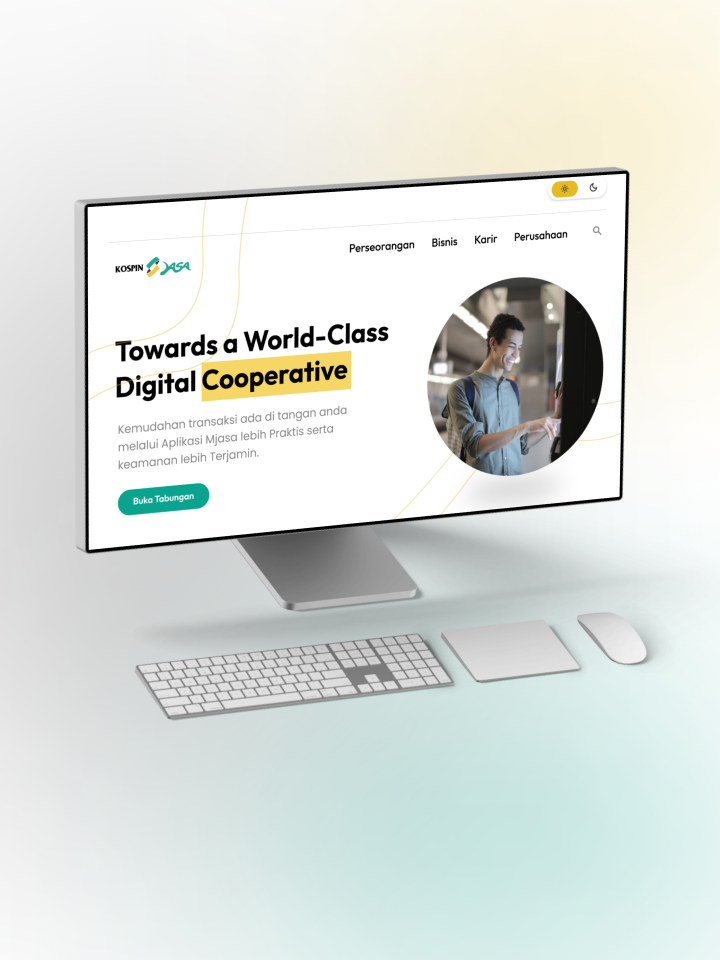 Perseorangan Bisnis Karir Perusahaan
KOSPIN JASA
Towards a World-Class
Digital Cooperative
Kemudahan transaksi ada di tangan anda
melalui Aplikasi Mjasa lebih Praktis serta
keamanan lebih Terjamin.
Buka Tabungan